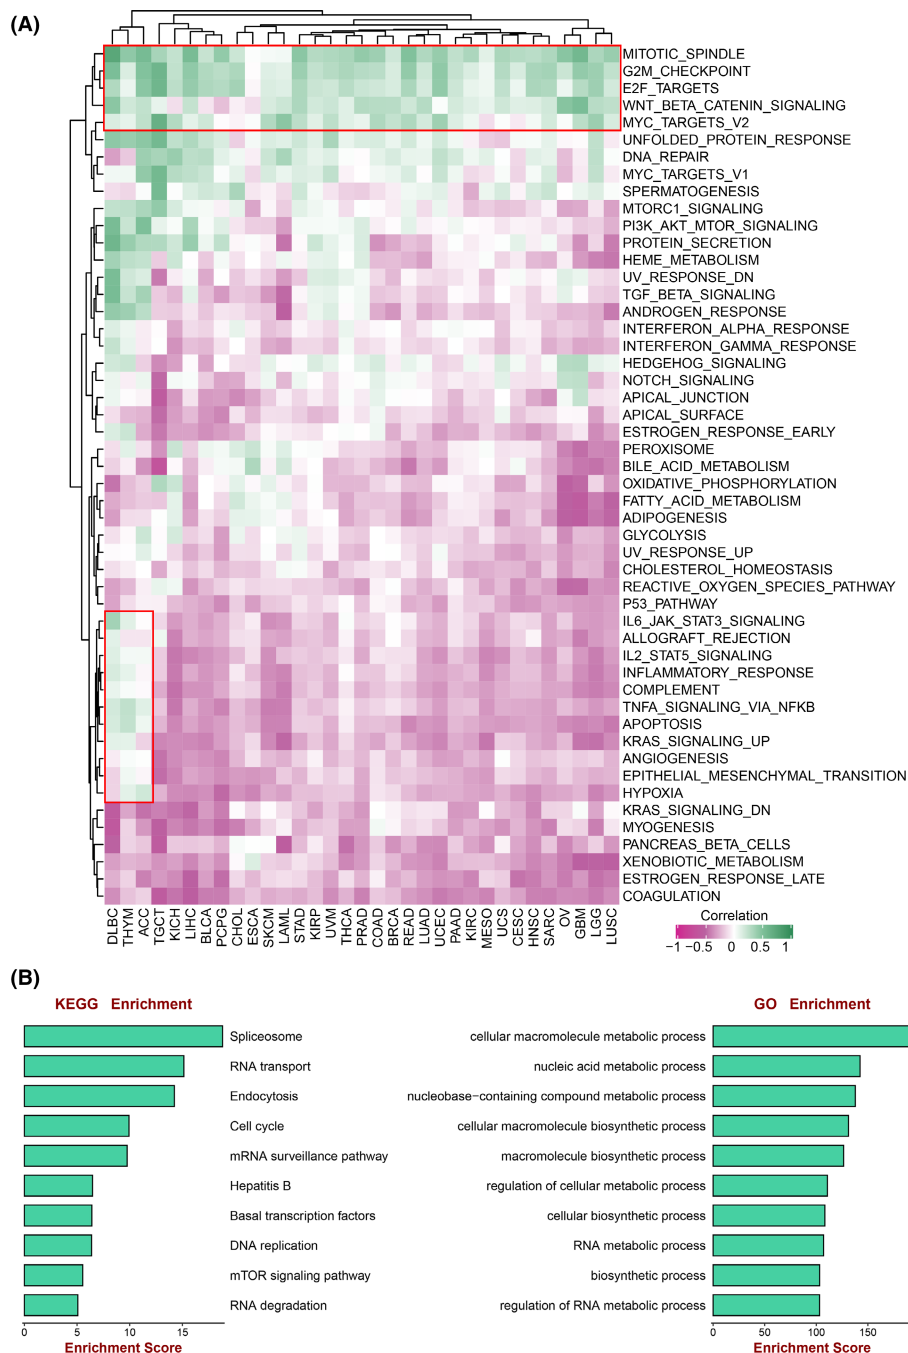 (A)
MITOTIC_SPINDLE
G2M_CHECKPOINT
E2F_TARGETS
WNT_BETA_CATENIN_SIGNALING
MYC_TARGETS_V2
UNFOLDED_PROTEIN_RESPONSE
DNA_REPAIR
MYC_TARGETS_V1
SPERMATOGENESIS
MTORC1_SIGNALING
PI3K_AKT_MTOR_SIGNALING
PROTEIN_SECRETION
HEME_METABOLISM
UV_RESPONSE_DN
TGF_BETA_SIGNALING
ANDROGEN_RESPONSE
INTERFERON_ALPHA_RESPONSE
INTERFERON_GAMMA_RESPONSE
HEDGEHOG_SIGNALING
NOTCH_SIGNALING
APICAL_JUNCTION
APICAL_SURFACE
ESTROGEN_RESPONSE_EARLY
PEROXISOME
BILE_ACID_METABOLISM
OXIDATIVE_PHOSPHORYLATION
FATTY_ACID_METABOLISM
ADIPOGENESIS
GLYCOLYSIS
UV_RESPONSE_UP
CHOLESTEROL_HOMEOSTASIS
REACTIVE_OXYGEN_SPECIES_PATHWAY
P53_PATHWAY
IL6_JAK_STAT3_SIGNALING
ALLOGRAFT_REJECTION
IL2_STAT5_SIGNALING
INFLAMMATORY_RESPONSE
COMPLEMENT
TNFA_SIGNALING_VIA_NFKB
APOPTOSIS
KRAS_SIGNALING_UP
ANGIOGENESIS
EPITHELIAL_MESENCHYMAL_TRANSITION
HYPOXIA
KRAS_SIGNALING_DN
MYOGENESIS
PANCREAS_BETA_CELLS
XENOBIOTIC_METABOLISM
ESTROGEN_RESPONSE_LATE
COAGULATION
DLBC
THYM
ACC
TGCT
KICH
LIHC
BLCA
PCPG
CHOL
ESCA
SKCM
LAML
STAD
KIRP
UVM
THCA
PRAD
COAD
BRCA
READ
LUAD
UCEC
PAAD
KIRC
MESO
UCS
CESC
HNSC
SARC
OV
GBM
LGG
LUSC
Correlation
−1 −0.5 0 0.5 1
(B)
KEGG Enrichment
Spliceosome
RNA transport
Endocytosis
Cell cycle
mRNA surveillance pathway
Hepatitis B
Basal transcription factors
DNA replication
mTOR signaling pathway
RNA degradation
0 5 10 15
Enrichment Score
GO Enrichment
cellular macromolecule metabolic process
nucleic acid metabolic process
nucleobase−containing compound metabolic process
cellular macromolecule biosynthetic process
macromolecule biosynthetic process
regulation of cellular metabolic process
cellular biosynthetic process
RNA metabolic process
biosynthetic process
regulation of RNA metabolic process
0 50 100 150
Enrichment Score